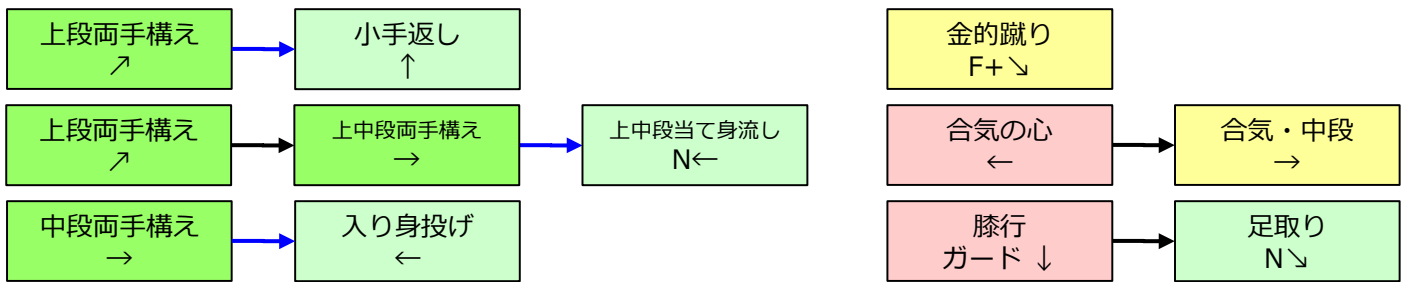 上段両手構え
↗
小手返し
↑
金的蹴り
F+↘
上段両手構え
↗
上中段両手構え
→
上中段当て身流し
N←
合気の心
←
合気・中段
→
中段両手構え
→
入り身投げ
←
膝行
ガード ↓
足取り
N↘